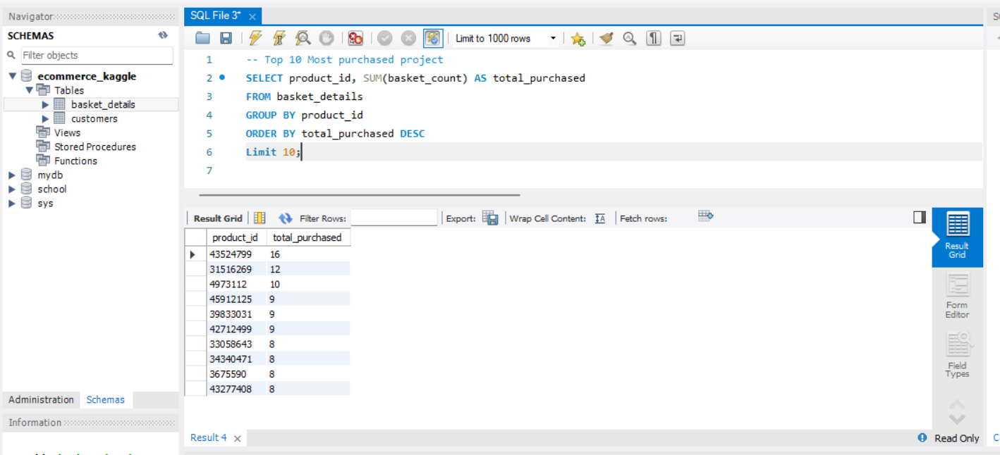 Navigator
SCHEMAS
Filter objects
ecommerce_kaggle
Tables
basket_details
customers
Views
Stored Procedures
Functions
mydb
school
sys
Administration Schemas
Information
SQL File 3*
Limit to 1000 rows
1 -- Top 10 Most purchased project
2 SELECT product_id, SUM(basket_count) AS total_purchased
3 FROM basket_details
4 GROUP BY product_id
5 ORDER BY total_purchased DESC
6 Limit 10;
7
Result Grid Filter Rows: Export: Wrap Cell Content: Fetch rows:
product_id total_purchased
43524799 16
31516269 12
4973112 10
45912125 9
39833031 9
42712499 9
33058643 8
34340471 8
3675590 8
43277408 8
Result
Grid
Form
Editor
Field
Types
Result 4
Read Only